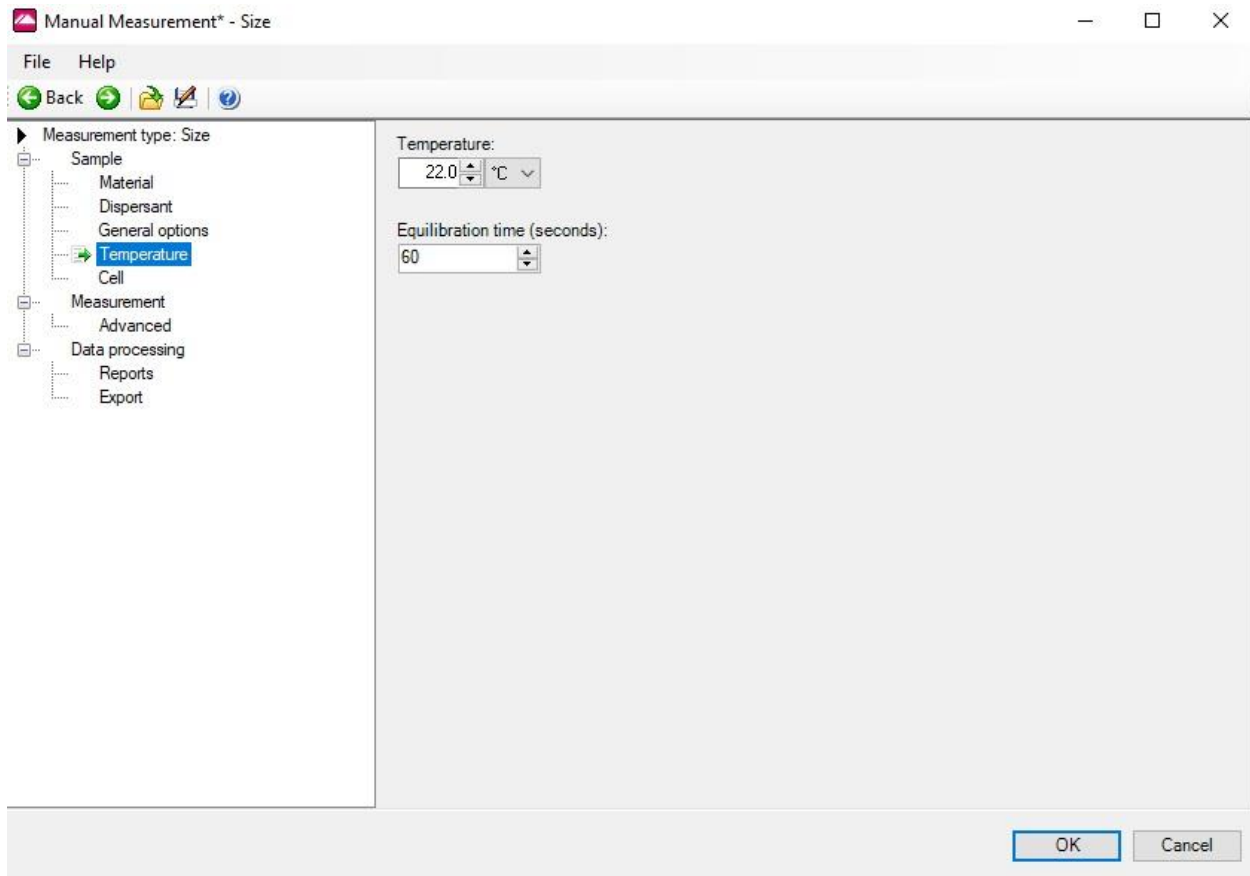 Manual Measurement* - Size
File Help
Back
Measurement type: Size
Sample
Material
Dispersant
General options
Temperature
Cell
Measurement
Advanced
Data processing
Reports
Export
Temperature:
22.0 °C
Equilibration time (seconds):
60
OK Cancel